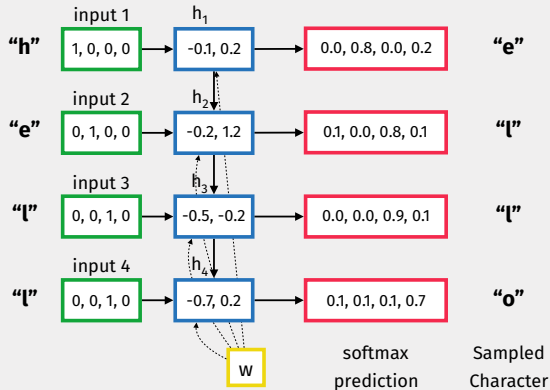 input 1 h1
“h” 1, 0, 0, 0 -0.1, 0.2 0.0, 0.8, 0.0, 0.2 “e”
input 2 h2
“e” 0, 1, 0, 0 -0.2, 1.2 0.1, 0.0, 0.8, 0.1 “l”
input 3 h3
“l” 0, 0, 1, 0 -0.5, -0.2 0.0, 0.0, 0.9, 0.1 “l”
input 4 h4
“l” 0, 0, 1, 0 -0.7, 0.2 0.1, 0.1, 0.1, 0.7 “o”
w
softmax Sampled
prediction Character